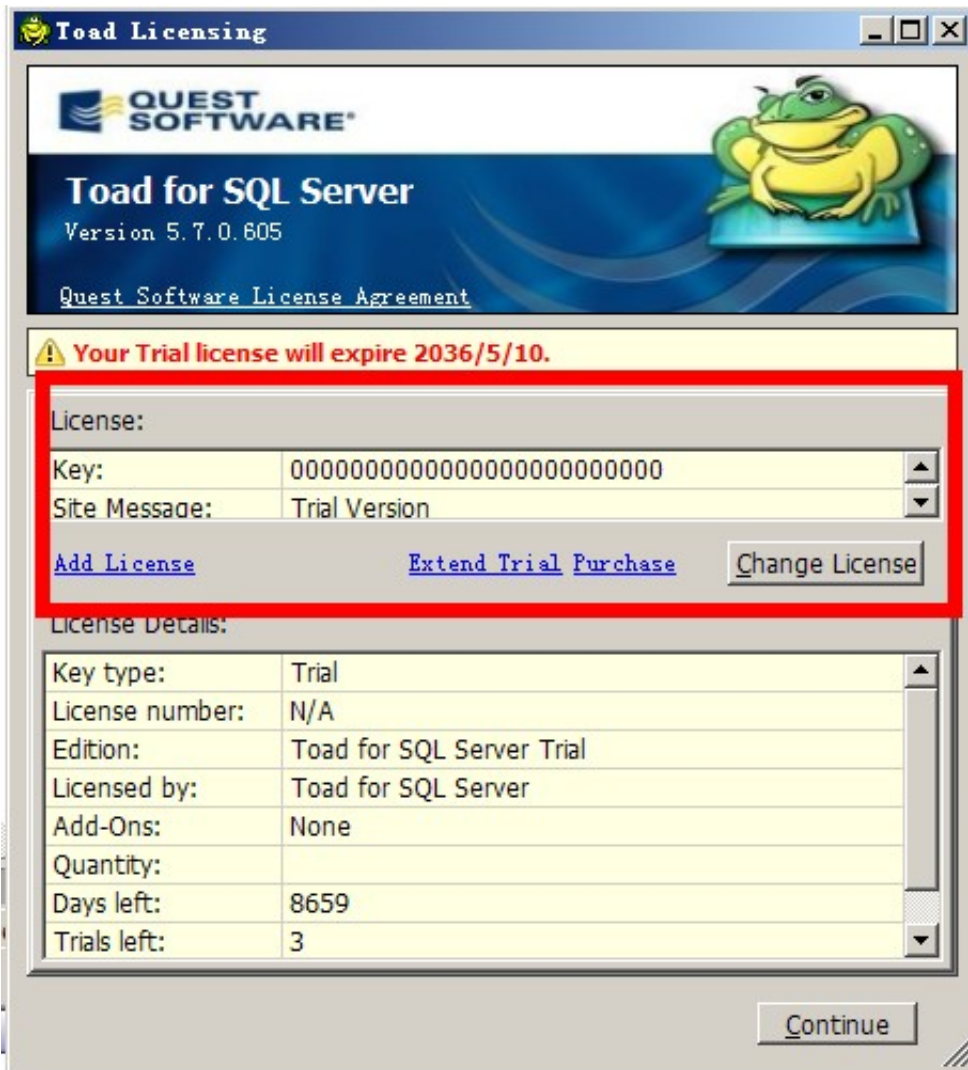 Toad Licensing
QUEST
SOFTWARE®
Toad for SQL Server
Version 5.7.0.605
Quest Software License Agreement
Your Trial license will expire 2036/5/10.
License:
Key: 0000000000000000000000000
Site Message: Trial Version
Add License Extend Trial Purchase Change License
License Details:
Key type: Trial
License number: N/A
Edition: Toad for SQL Server Trial
Licensed by: Toad for SQL Server
Add-Ons: None
Quantity:
Days left: 8659
Trials left: 3
Continue